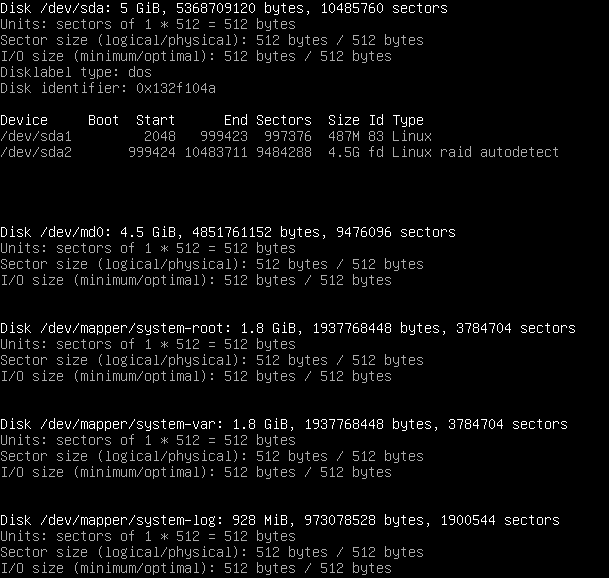 Disk /dev/sda: 5 GiB, 5368709120 bytes, 10485760 sectors
Units: sectors of 1 * 512 = 512 bytes
Sector size (logical/physical): 512 bytes / 512 bytes
I/O size (minimum/optimal): 512 bytes / 512 bytes
Disklabel type: dos
Disk identifier: 0x132f104a
Device     Boot  Start      End Sectors  Size Id Type
/dev/sda1         2048   999423  997376  487M 83 Linux
/dev/sda2       999424 10483711 9484288  4.5G fd Linux raid autodetect
Disk /dev/md0: 4.5 GiB, 4851761152 bytes, 9476096 sectors
Units: sectors of 1 * 512 = 512 bytes
Sector size (logical/physical): 512 bytes / 512 bytes
I/O size (minimum/optimal): 512 bytes / 512 bytes
Disk /dev/mapper/system-root: 1.8 GiB, 1937768448 bytes, 3784704 sectors
Units: sectors of 1 * 512 = 512 bytes
Sector size (logical/physical): 512 bytes / 512 bytes
I/O size (minimum/optimal): 512 bytes / 512 bytes
Disk /dev/mapper/system-var: 1.8 GiB, 1937768448 bytes, 3784704 sectors
Units: sectors of 1 * 512 = 512 bytes
Sector size (logical/physical): 512 bytes / 512 bytes
I/O size (minimum/optimal): 512 bytes / 512 bytes
Disk /dev/mapper/system-log: 928 MiB, 973078528 bytes, 1900544 sectors
Units: sectors of 1 * 512 = 512 bytes
Sector size (logical/physical): 512 bytes / 512 bytes
I/O size (minimum/optimal): 512 bytes / 512 bytes